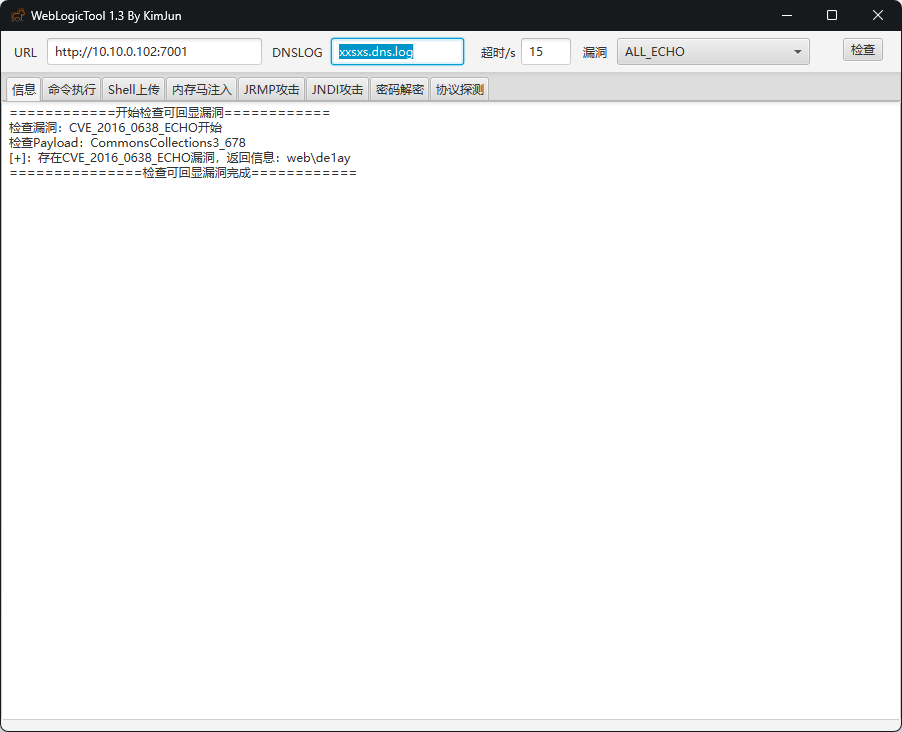 WebLogicTool 1.3 By KimJun
URL http://10.10.0.102:7001 DNSLOG xxsxs.dns.log 超时/s 15 漏洞 ALL_ECHO 检查
信息 命令执行 Shell上传 内存马注入 JRMP攻击 JNDI攻击 密码解密 协议探测
============开始检查可回显漏洞============
检查漏洞：CVE_2016_0638_ECHO开始
检查Payload：CommonsCollections3_678
[+]：存在CVE_2016_0638_ECHO漏洞，返回信息：web\de1ay
===============检查可回显漏洞完成============